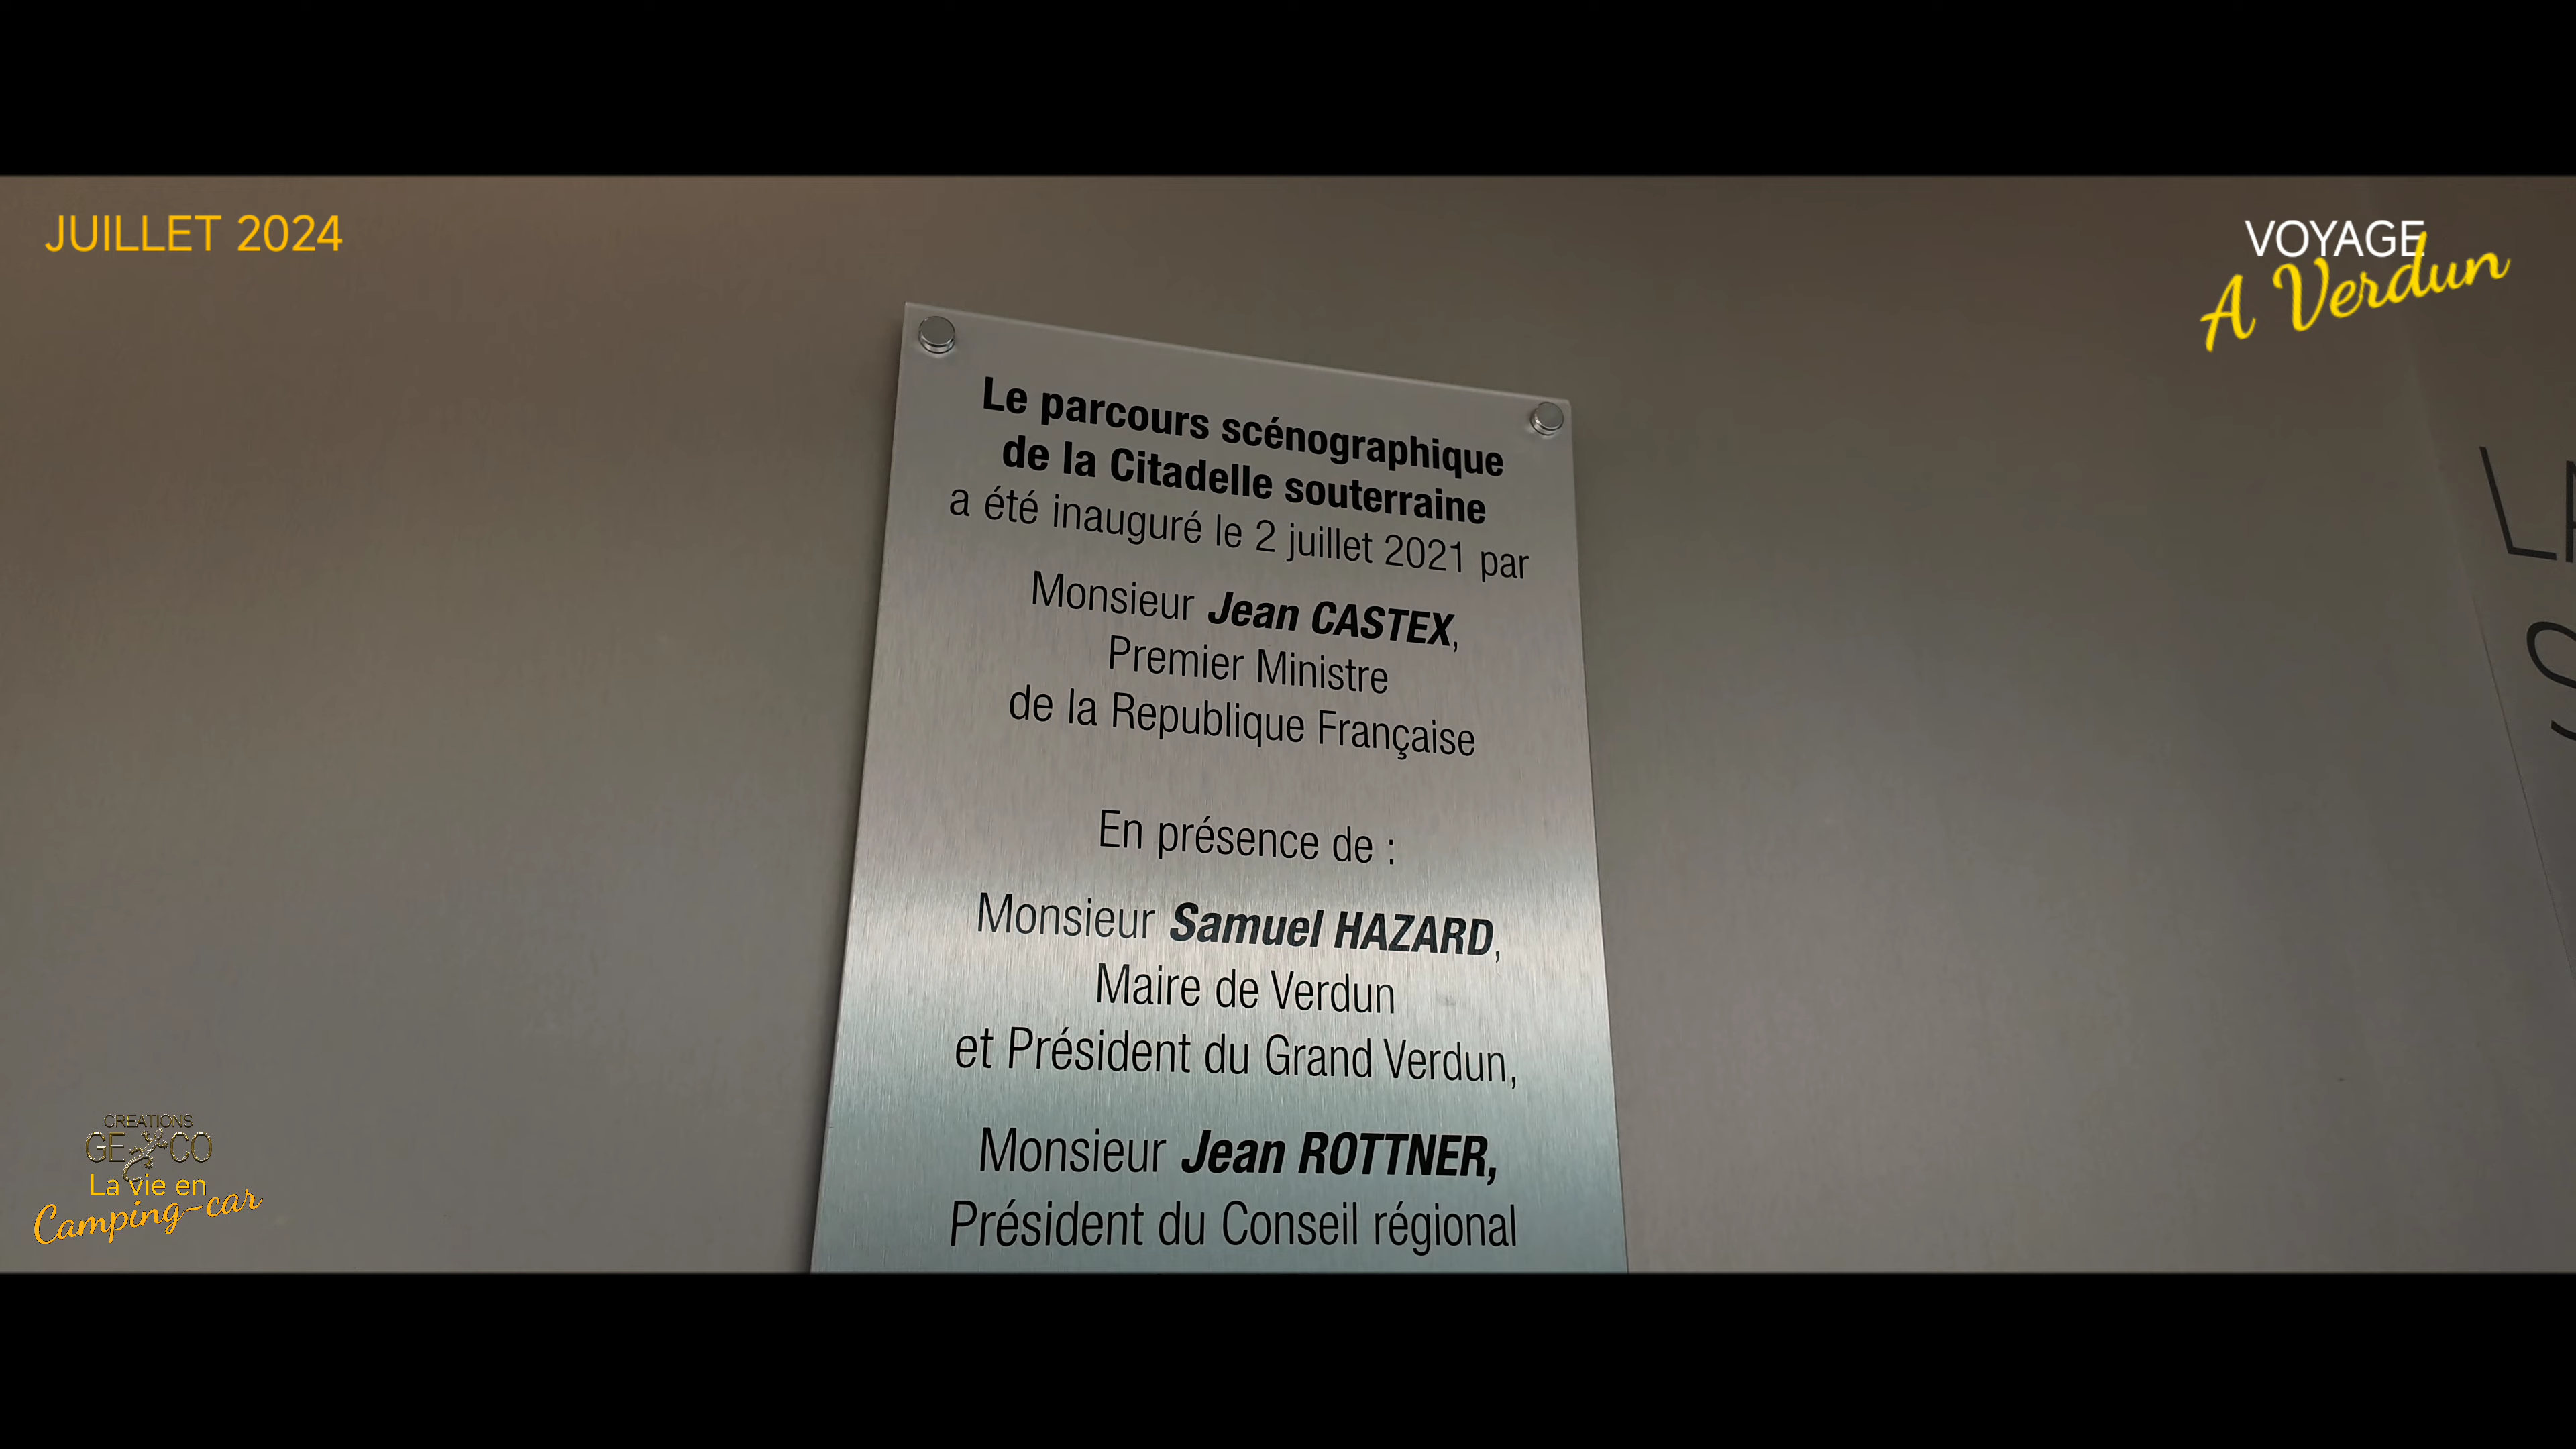 JUILLET 2024
VOYAGE
A Verdun
Le parcours scénographique
de la Citadelle souterraine
a été inauguré le 2 juillet 2021 par
Monsieur Jean CASTEX,
Premier Ministre
de la Republique Française
En présence de :
Monsieur Samuel HAZARD,
Maire de Verdun
et Président du Grand Verdun,
Monsieur Jean ROTTNER,
Président du Conseil régional
CREATIONS
GECO
La vie en
Camping-car